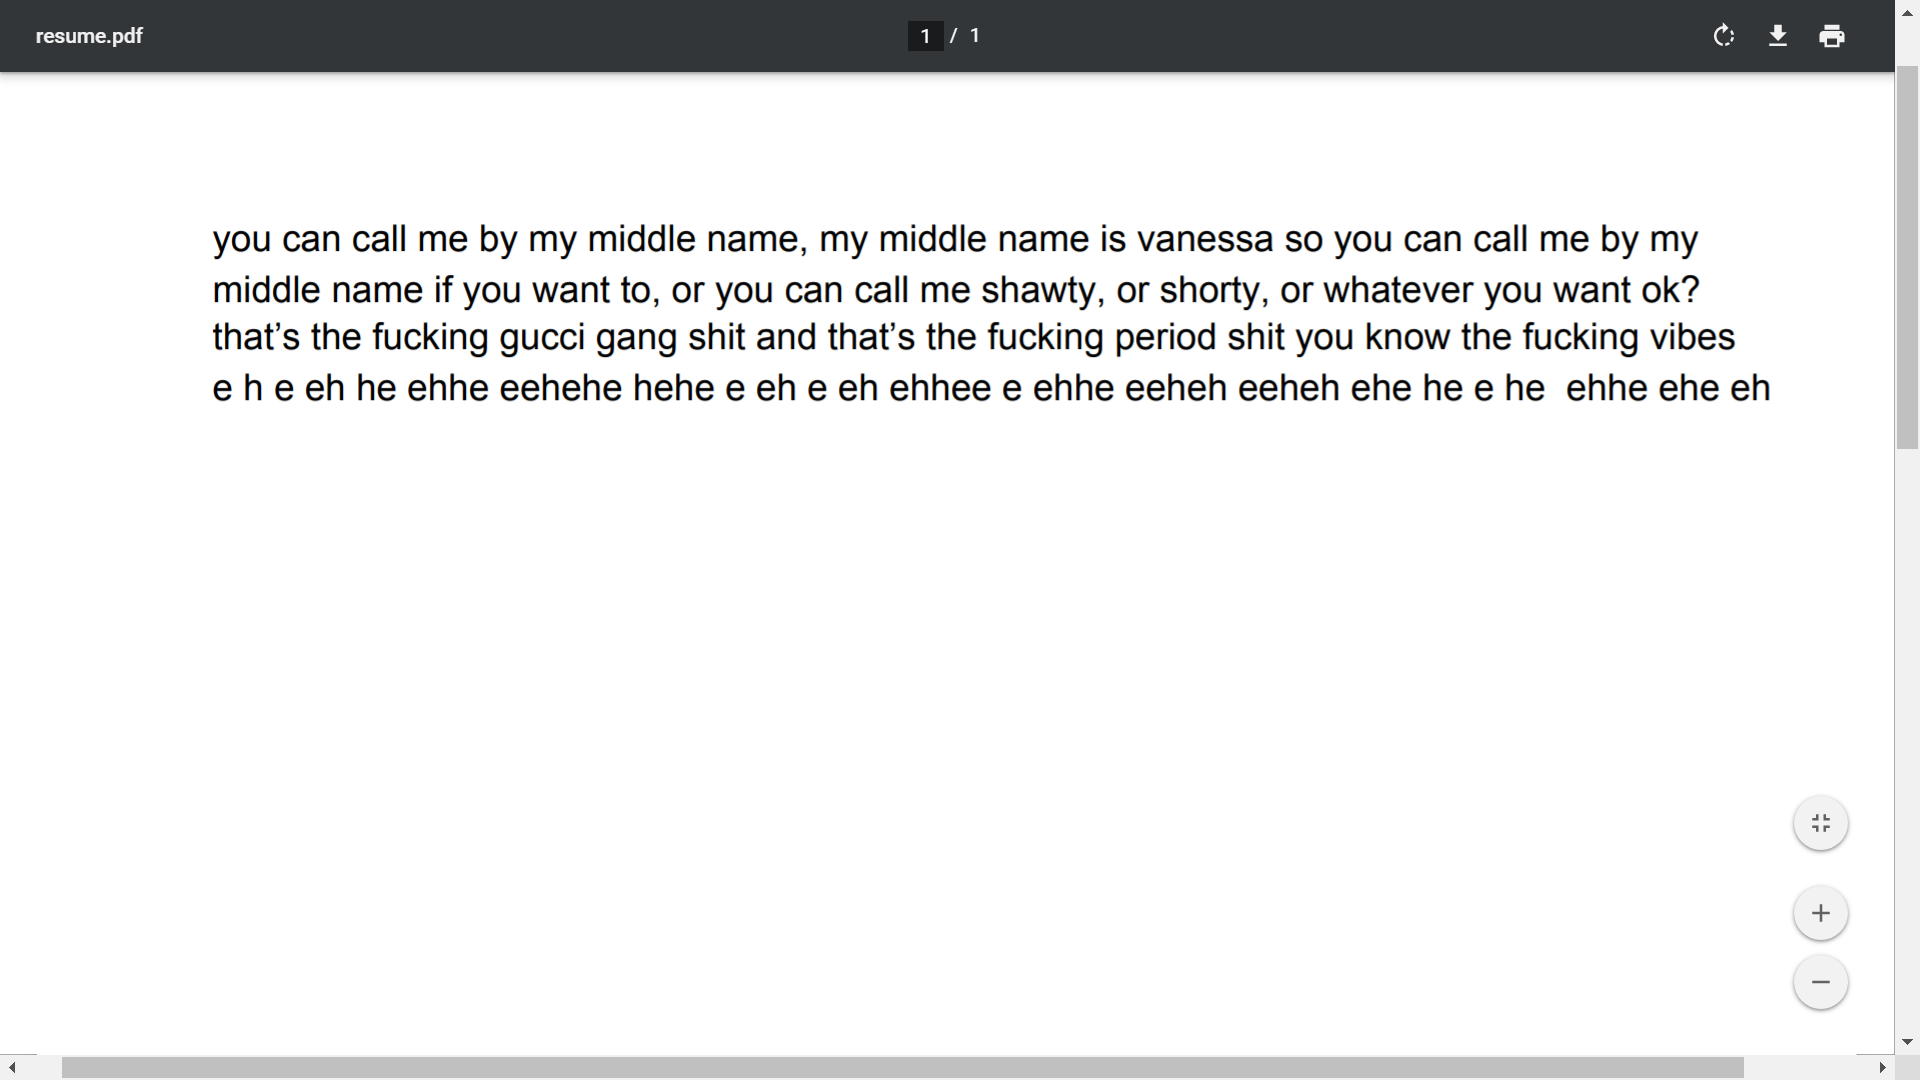 resume.pdf
1 / 1
you can call me by my middle name, my middle name is vanessa so you can call me by my
middle name if you want to, or you can call me shawty, or shorty, or whatever you want ok?
that’s the fucking gucci gang shit and that’s the fucking period shit you know the fucking vibes
e h e eh he ehhe eehehe hehe e eh e eh ehhee e ehhe eeheh eeheh ehe he e he  ehhe ehe eh